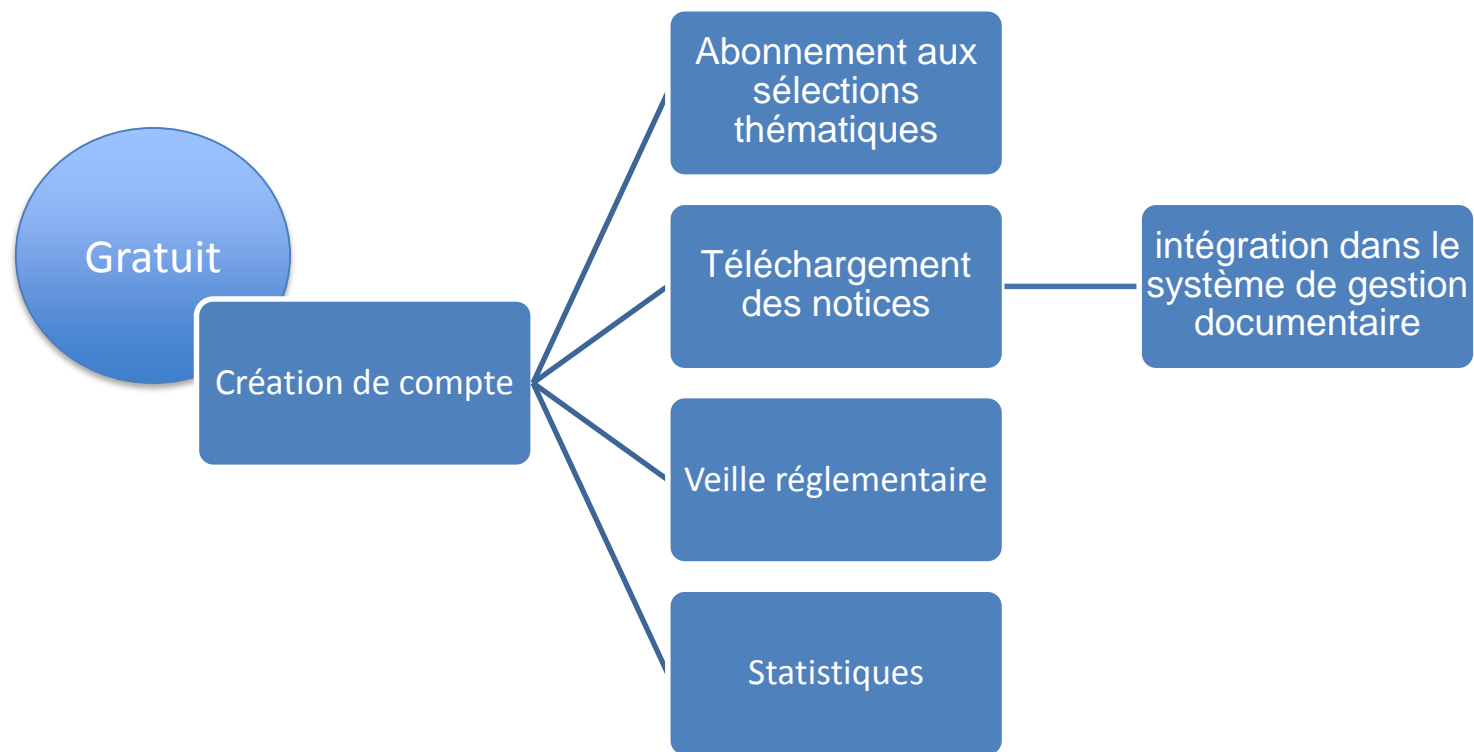 Gratuit
Création de compte
Abonnement aux
sélections
thématiques
Téléchargement
des notices
intégration dans le
système de gestion
documentaire
Veille réglementaire
Statistiques